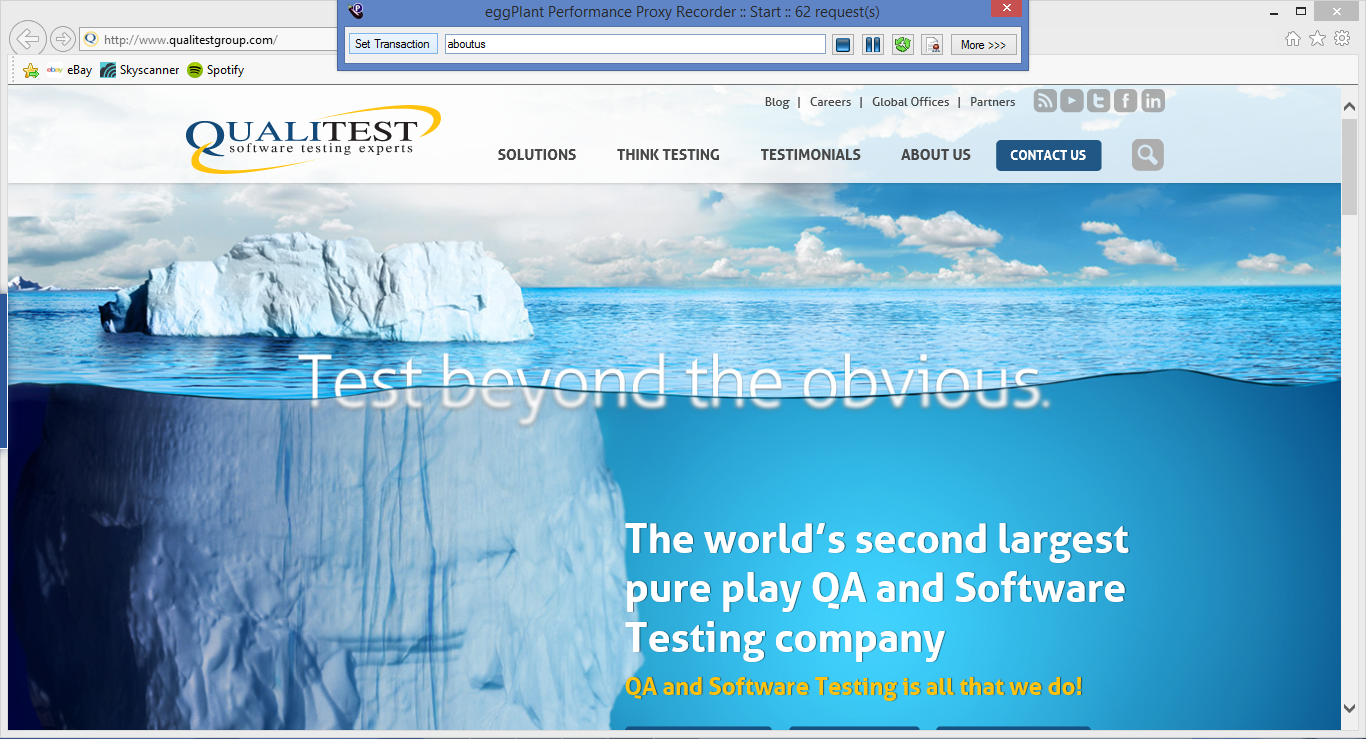 eggPlant Performance Proxy Recorder :: Start :: 62 request(s)
Set Transaction aboutus More >>>
http://www.qualitestgroup.com/
eBay Skyscanner Spotify
Blog | Careers | Global Offices | Partners
QUALITEST
software testing experts
SOLUTIONS THINK TESTING TESTIMONIALS ABOUT US CONTACT US
Test beyond the obvious.
The world's second largest
pure play QA and Software
Testing company
QA and Software Testing is all that we do!